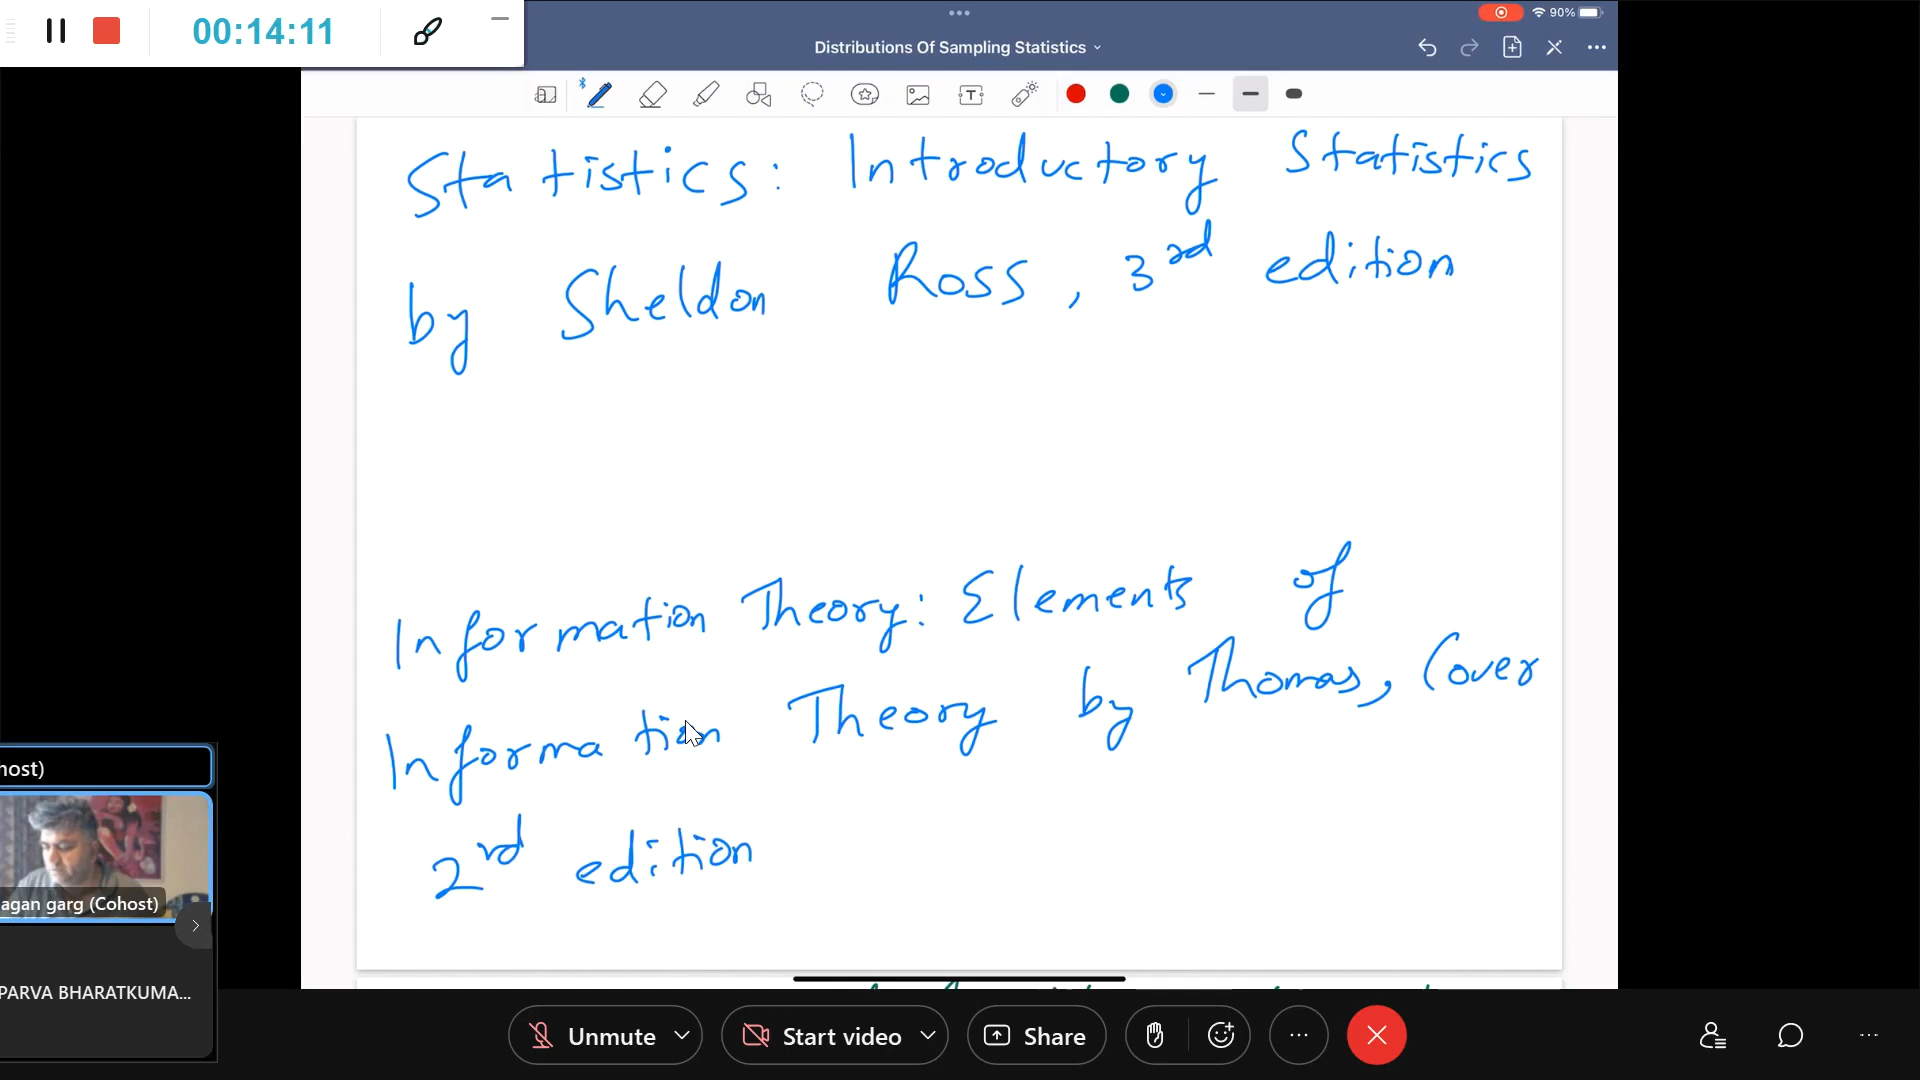 00:14:11
90%
Distributions Of Sampling Statistics
Statistics: Introductory Statistics
by Sheldon Ross, 3rd edition
Information Theory: Elements of
Information Theory by Thomas, Cover
2rd edition
host)
agan garg (Cohost)
PARVA BHARATKUMA...
Unmute
Start video
Share